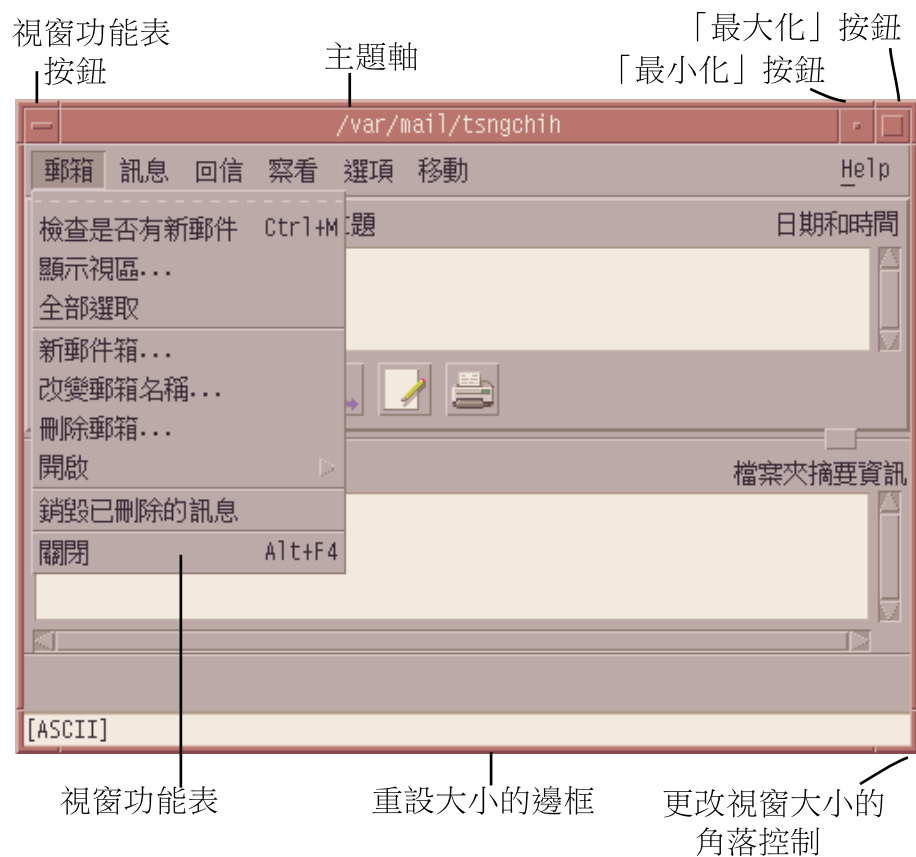 視窗功能表
按鈕
主題軸
「最大化」按鈕
「最小化」按鈕
/var/mail/tsngchih
郵箱 訊息 回信 察看 選項 移動 Help
檢查是否有新郵件 Ctrl+M
題 日期和時間
顯示視區...
全部選取
新郵件箱...
改變郵箱名稱...
刪除郵箱...
開啟
檔案夾摘要資訊
銷毀已刪除的訊息
關閉 Alt+F4
[ASCII]
視窗功能表
重設大小的邊框
更改視窗大小的
角落控制